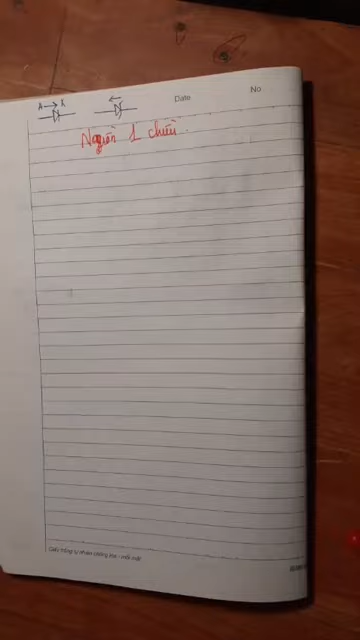 A → K
Date
No
Nguồn 1 chiều.